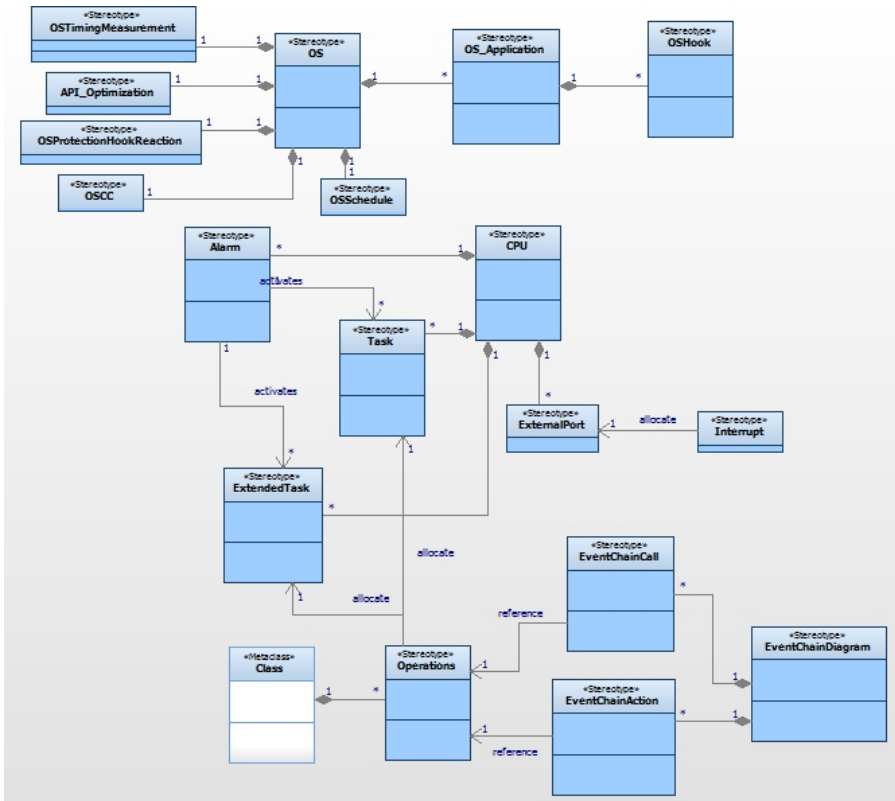 «Stereotype»
OSTimingMeasurement
1
1
«Stereotype»
OS
«Stereotype»
OS_Application
«Stereotype»
OSHook
«Stereotype»
API_Optimization
1
1
1
*
1
*
«Stereotype»
OSProtectionHookReaction
1
1
«Stereotype»
OSCC
1
1
1
1
«Stereotype»
OSSchedule
«Stereotype»
Alarm
*
1
«Stereotype»
CPU
activates
*
«Stereotype»
Task
*
1
1
1
1
activates
*
*
«Stereotype»
ExternalPort
1
allocate
«Stereotype»
Interrupt
«Stereotype»
ExtendedTask
*
1
1
allocate
allocate
«Stereotype»
EventChainCall
*
reference
1
«Stereotype»
EventChainDiagram
1
1
«Metaclass»
Class
1
*
«Stereotype»
Operations
1
reference
«Stereotype»
EventChainAction
*